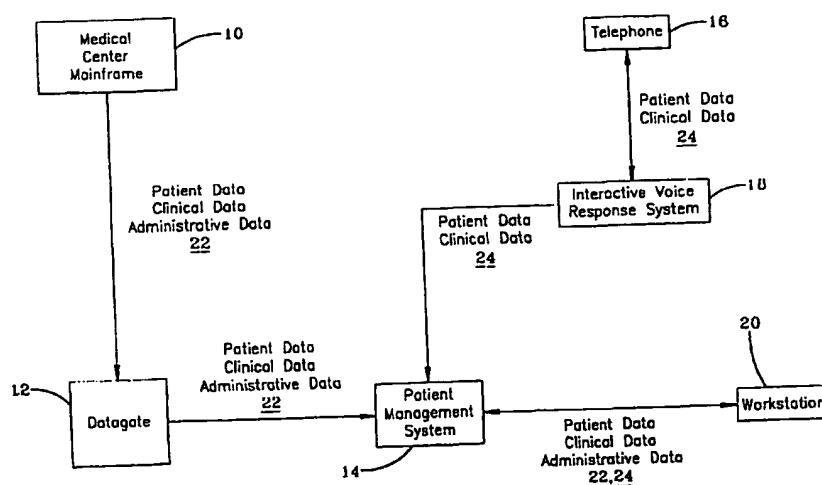 Medical
Center
Mainframe
10
Telephone
16
Patient Data
Clinical Data
24
Interactive Voice
Response System
18
Patient Data
Clinical Data
Administrative Data
22
Patient Data
Clinical Data
24
12
Datagate
Patient Data
Clinical Data
Administrative Data
22
Patient
Management
System
14
20
Workstation
Patient Data
Clinical Data
Administrative Data
22,24